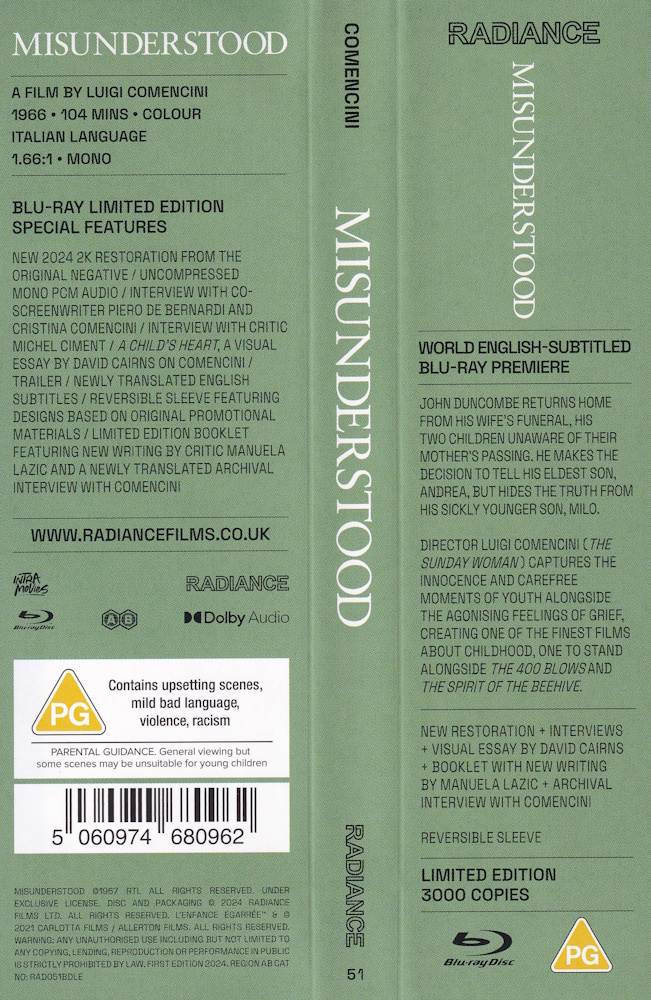 MISUNDERSTOOD
A FILM BY LUIGI COMENCINI
1966 • 104 MINS • COLOUR
ITALIAN LANGUAGE
1.66:1 • MONO
BLU-RAY LIMITED EDITION
SPECIAL FEATURES
NEW 2024 2K RESTORATION FROM THE
ORIGINAL NEGATIVE / UNCOMPRESSED
MONO PCM AUDIO / INTERVIEW WITH CO-
SCREENWRITER PIERO DE BERNARDI AND
CRISTINA COMENCINI / INTERVIEW WITH CRITIC
MICHEL CIMENT / A CHILD'S HEART, A VISUAL
ESSAY BY DAVID CAIRNS ON COMENCINI /
TRAILER / NEWLY TRANSLATED ENGLISH
SUBTITLES / REVERSIBLE SLEEVE FEATURING
DESIGNS BASED ON ORIGINAL PROMOTIONAL
MATERIALS / LIMITED EDITION BOOKLET
FEATURING NEW WRITING BY CRITIC MANUELA
LAZIC AND A NEWLY TRANSLATED ARCHIVAL
INTERVIEW WITH COMENCINI
WWW.RADIANCEFILMS.CO.UK
INTRA Movies
RADIANCE
Blu-ray Disc
A B
Dolby Audio
PG
Contains upsetting scenes,
mild bad language,
violence, racism
PARENTAL GUIDANCE. General viewing but
some scenes may be unsuitable for young children
5 060974 680962
MISUNDERSTOOD ©1967 RTI. ALL RIGHTS RESERVED. UNDER
EXCLUSIVE LICENSE. DISC AND PACKAGING © 2024 RADIANCE
FILMS LTD. ALL RIGHTS RESERVED. L'ENFANCE ÉGARRÉE™ & ©
2021 CARLOTTA FILMS / ALLERTON FILMS. ALL RIGHTS RESERVED.
WARNING: ANY UNAUTHORISED USE INCLUDING BUT NOT LIMITED TO
ANY COPYING, LENDING, REPRODUCTION OR PERFORMANCE IN PUBLIC
IS STRICTLY PROHIBITED BY LAW. FIRST EDITION 2024. REGION AB CAT
NO: RAD051BDLE
COMENCINI
MISUNDERSTOOD
RADIANCE
51
RADIANCE
MISUNDERSTOOD
WORLD ENGLISH-SUBTITLED
BLU-RAY PREMIERE
JOHN DUNCOMBE RETURNS HOME
FROM HIS WIFE'S FUNERAL, HIS
TWO CHILDREN UNAWARE OF THEIR
MOTHER'S PASSING. HE MAKES THE
DECISION TO TELL HIS ELDEST SON,
ANDREA, BUT HIDES THE TRUTH FROM
HIS SICKLY YOUNGER SON, MILO.
DIRECTOR LUIGI COMENCINI (THE
SUNDAY WOMAN) CAPTURES THE
INNOCENCE AND CAREFREE
MOMENTS OF YOUTH ALONGSIDE
THE AGONISING FEELINGS OF GRIEF,
CREATING ONE OF THE FINEST FILMS
ABOUT CHILDHOOD, ONE TO STAND
ALONGSIDE THE 400 BLOWS AND
THE SPIRIT OF THE BEEHIVE.
NEW RESTORATION + INTERVIEWS
+ VISUAL ESSAY BY DAVID CAIRNS
+ BOOKLET WITH NEW WRITING
BY MANUELA LAZIC + ARCHIVAL
INTERVIEW WITH COMENCINI
REVERSIBLE SLEEVE
LIMITED EDITION
3000 COPIES
Blu-ray Disc
PG